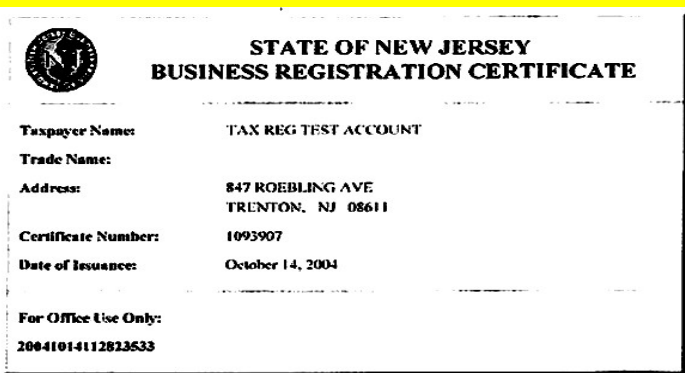 STATE OF NEW JERSEY
BUSINESS REGISTRATION CERTIFICATE
Taxpayer Name: TAX REG TEST ACCOUNT
Trade Name:
Address: 847 ROEBLING AVE
TRENTON, NJ 08611
Certificate Number: 1093907
Date of Issuance: October 14, 2004
For Office Use Only:
20041014112823533